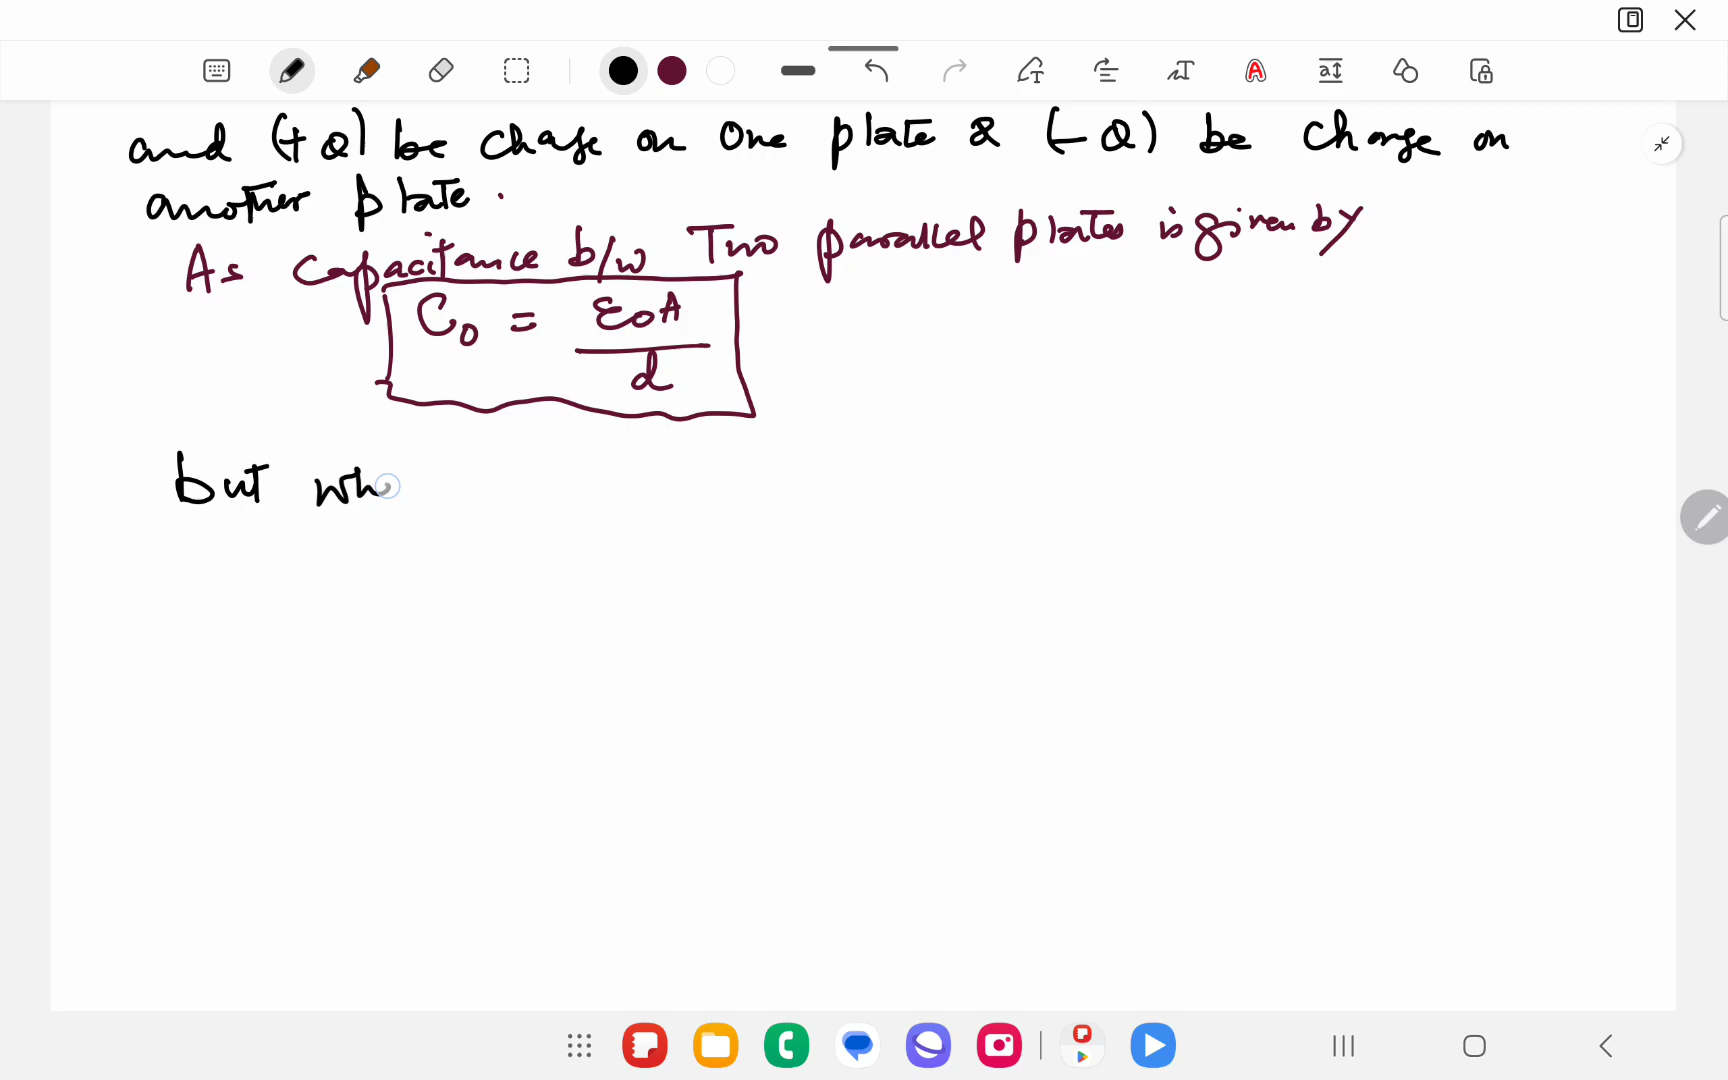 and (+Q) be chage on One plate & (-Q) be Charge on
another plate.
As Capacitance b/w Two parallel plates is given by
C₀ = ε₀A
d
but wh